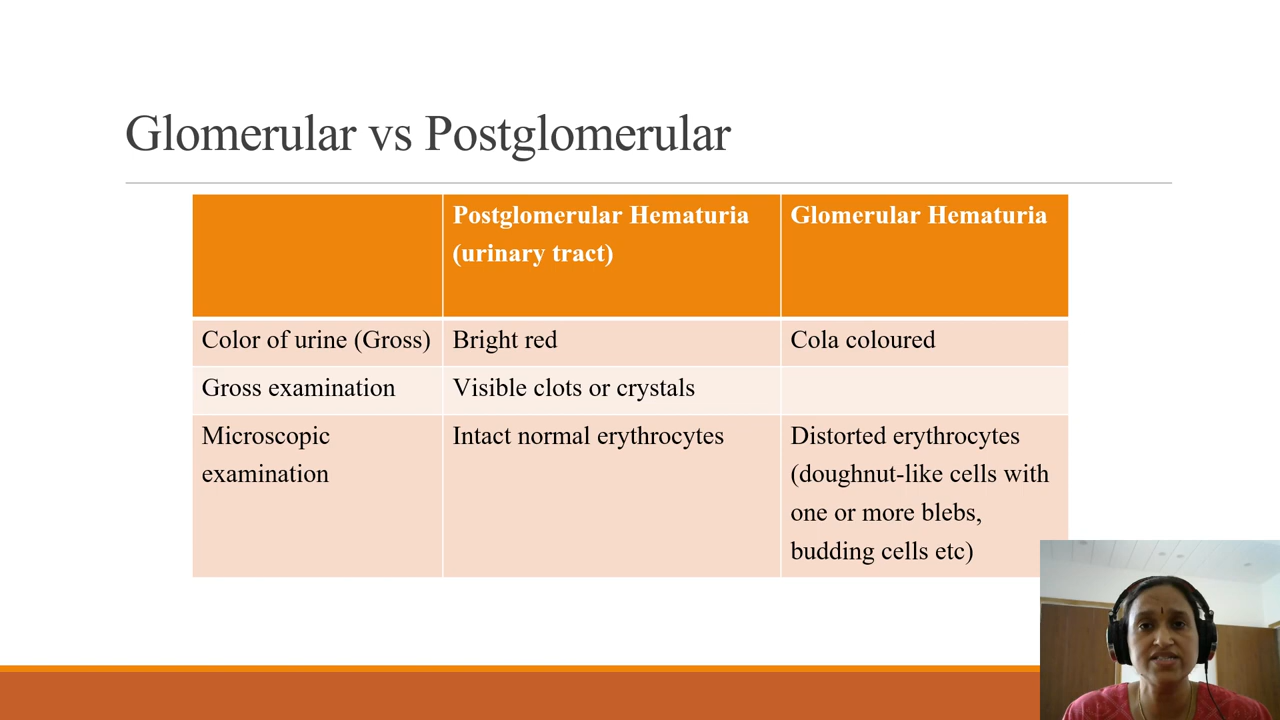 Glomerular vs Postglomerular
Postglomerular Hematuria
(urinary tract)
Glomerular Hematuria
Color of urine (Gross)
Bright red
Cola coloured
Gross examination
Visible clots or crystals
Microscopic
examination
Intact normal erythrocytes
Distorted erythrocytes
(doughnut-like cells with
one or more blebs,
budding cells etc)